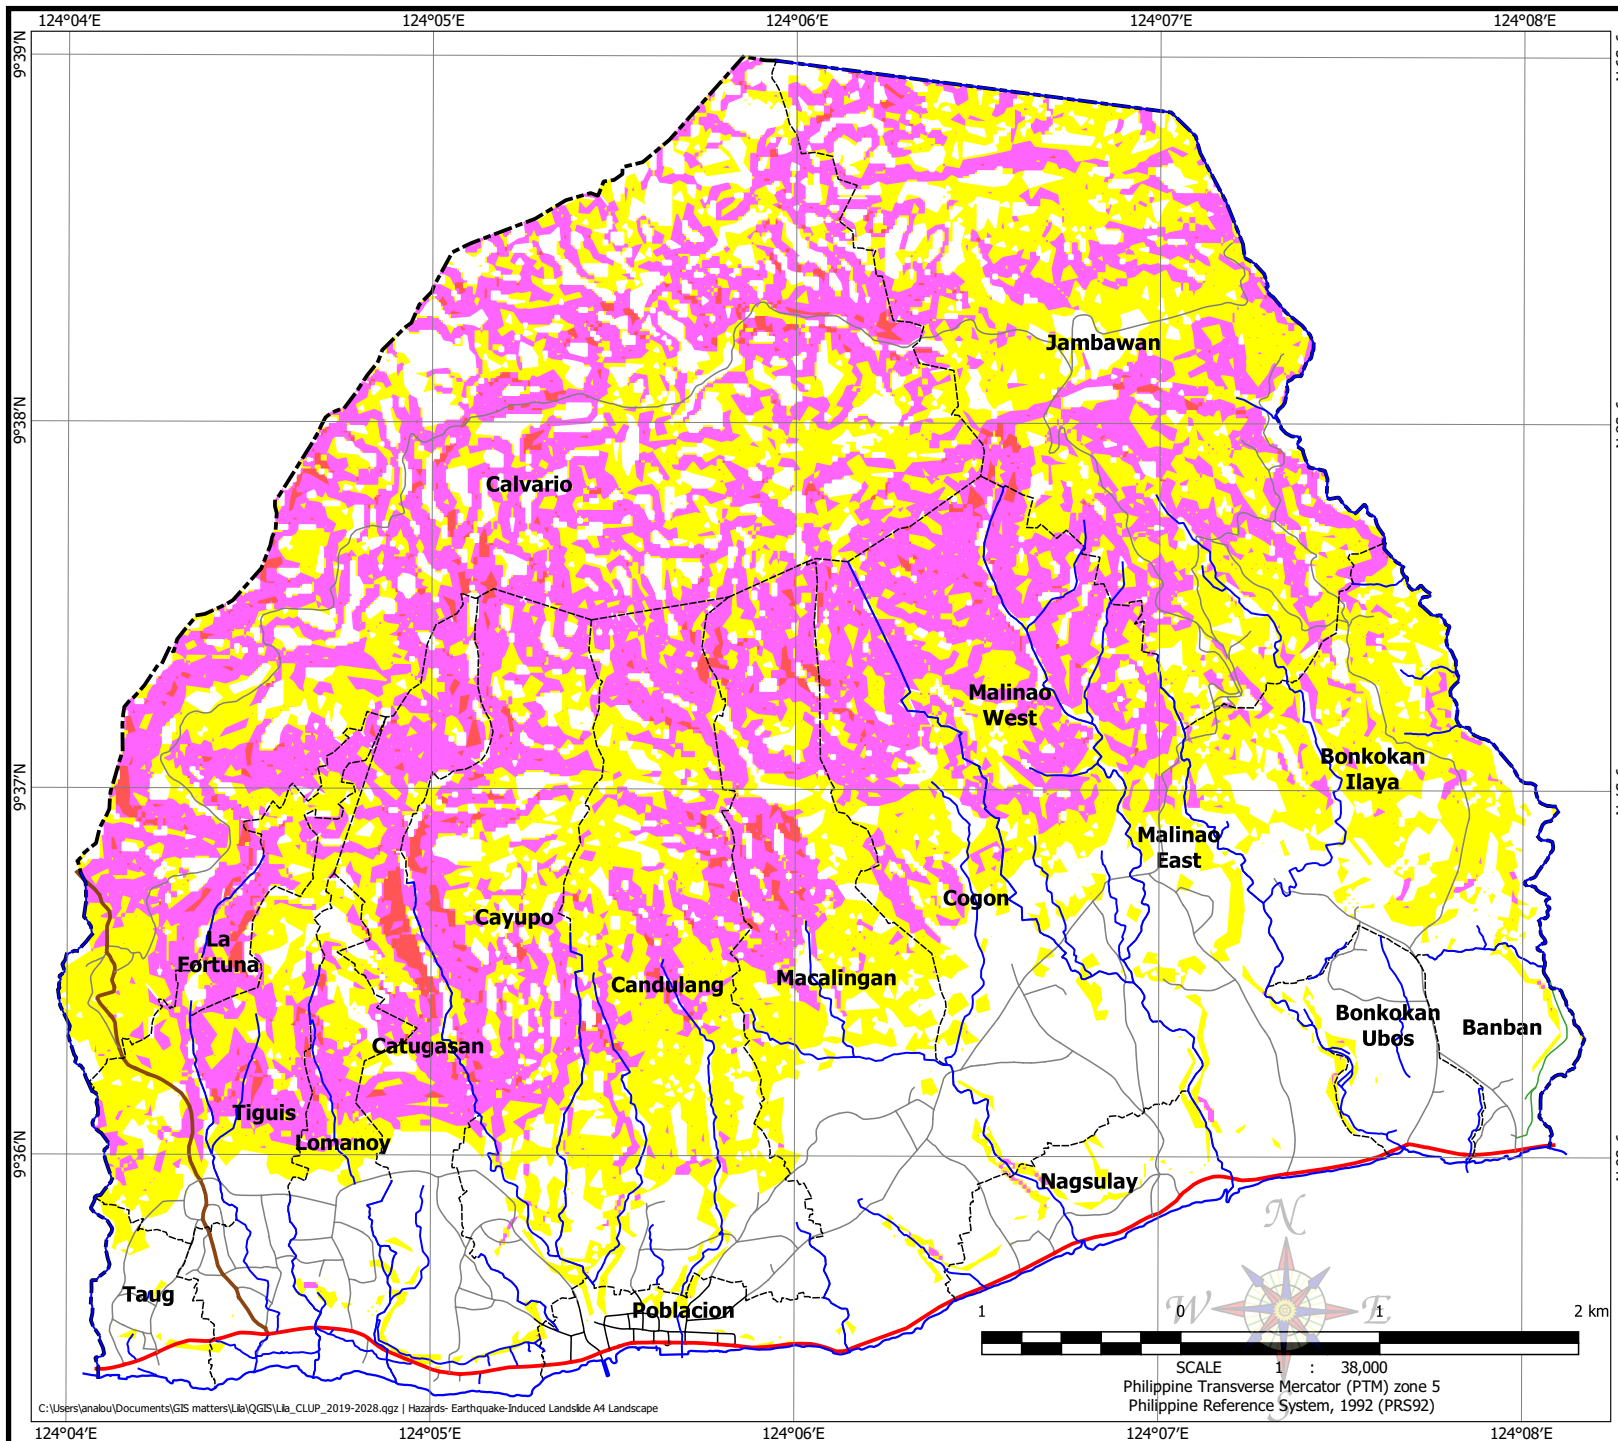 124°04'E 124°05'E 124°06'E 124°07'E 124°08'E
9°39'N
Jambawan
9°38'N
Calvario
Malinao
West
Bonkokan
Ilaya
9°37'N
Malinao
East
Cogon
Cayupo
La
Fortuna
Candulang
Macalingan
Bonkokan
Ubos
Banban
Catugasan
Tiguis
Lomanoy
9°36'N
Nagsulay
N
Taug
Poblacion
W E
1 0 1 2 km
SCALE 1 : 38,000
Philippine Transverse Mercator (PTM) zone 5
Philippine Reference System, 1992 (PRS92)
S
C:\Users\analou\Documents\GIS matters\Lila\QGIS\Lila_CLUP_2019-2028.qgz | Hazards- Earthquake-Induced Landslide A4 Landscape
124°04'E 124°05'E 124°06'E 124°07'E 124°08'E